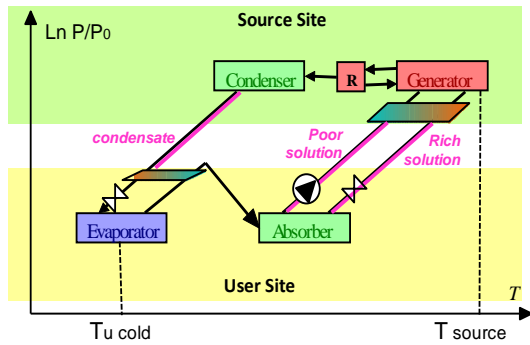 Source Site
Ln P/P0
Condenser
R
Generator
condensate
Poor
solution
Rich
solution
Evaporator
Absorber
User Site
T
Tu cold
T source